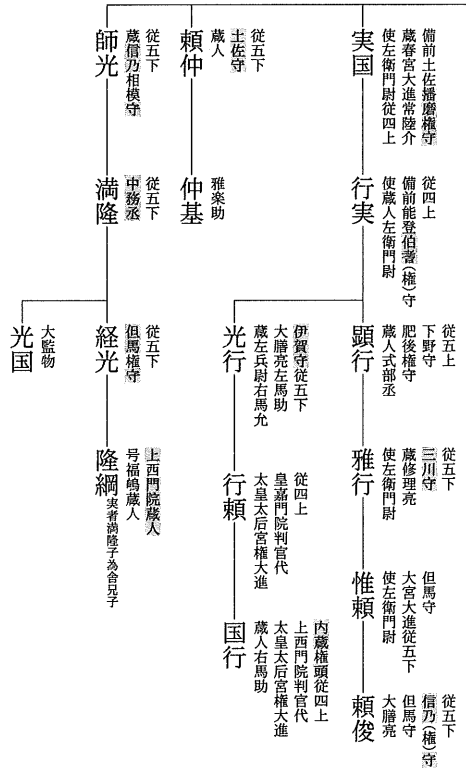 実国
備前土佐播磨権守
蔵春宮大進常陸介
使左衛門尉従四上
行実
従四上
備前能登伯耆(権)守
使蔵人左衛門尉
顕行
従五上
下野守
肥後権守
蔵人式部丞
雅行
従五下
三川守
蔵修理亮
使左衛門尉
惟頼
但馬守
大宮大進従五下
使左衛門尉
頼俊
従五下
信乃(権)守
但馬守
大膳亮
光行
伊賀守従五下
大膳亮左馬助
蔵左兵尉右馬允
行頼
従四上
皇嘉門院判官代
太皇太后宮権大進
国行
内蔵権頭従四上
上西門院判官代
太皇太后宮権大進
蔵人右馬助
頼仲
従五下
土佐守
蔵人
仲基
雅楽助
師光
従五下
蔵信乃相模守
満隆
従五下
中務丞
経光
従五下
但馬権守
隆綱
上西門院蔵人
号福嶋蔵人
実者満隆子為舎兄子
光国
大監物